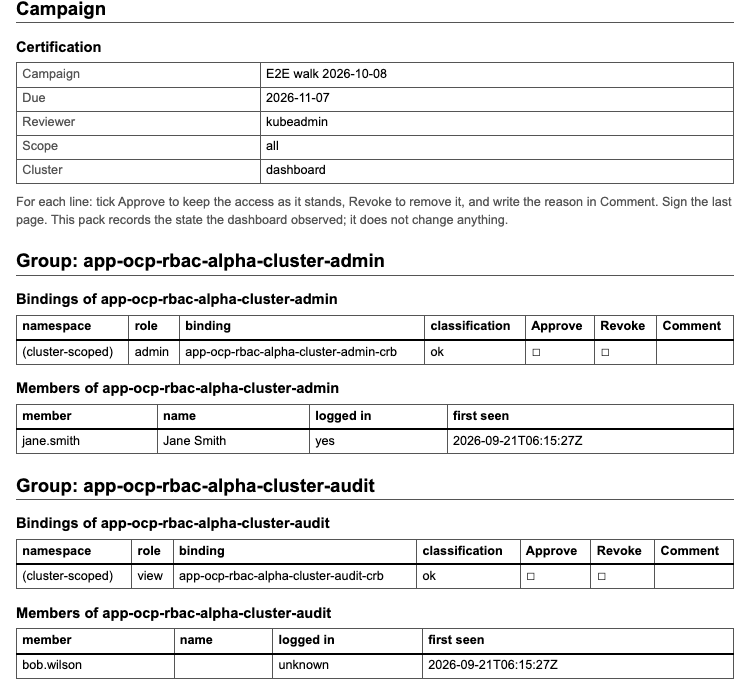 Campaign
Certification
Campaign E2E walk 2026-10-08
Due 2026-11-07
Reviewer kubeadmin
Scope all
Cluster dashboard
For each line: tick Approve to keep the access as it stands, Revoke to remove it, and write the reason in Comment. Sign the last
page. This pack records the state the dashboard observed; it does not change anything.
Group: app-ocp-rbac-alpha-cluster-admin
Bindings of app-ocp-rbac-alpha-cluster-admin
namespace role binding classification Approve Revoke Comment
(cluster-scoped) admin app-ocp-rbac-alpha-cluster-admin-crb ok ☐ ☐
Members of app-ocp-rbac-alpha-cluster-admin
member name logged in first seen
jane.smith Jane Smith yes 2026-09-21T06:15:27Z
Group: app-ocp-rbac-alpha-cluster-audit
Bindings of app-ocp-rbac-alpha-cluster-audit
namespace role binding classification Approve Revoke Comment
(cluster-scoped) view app-ocp-rbac-alpha-cluster-audit-crb ok ☐ ☐
Members of app-ocp-rbac-alpha-cluster-audit
member name logged in first seen
bob.wilson unknown 2026-09-21T06:15:27Z